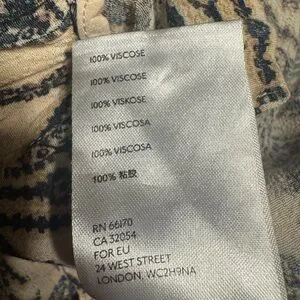 100% VISCOSE
100% VISCOSE
100% VISKOSE
100% VISCOSA
100% VISCOSA
100% 粘胶
RN 66170
CA 32054
FOR EU
24 WEST STREET
LONDON, WC2H9NA